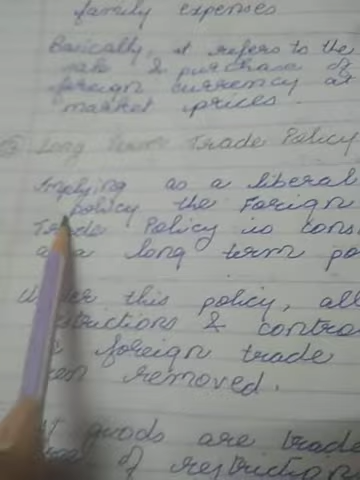 family expenses
Basically, it refers to the
sale & purchase of
foreign currency at
market prices.
Long Term Trade Policy
Implying as a liberal
policy the Foreign
Trade Policy is cons
as a long term po
Under this policy, all
restrictions & contro
foreign trade
been removed.
goods are trade
of restriction